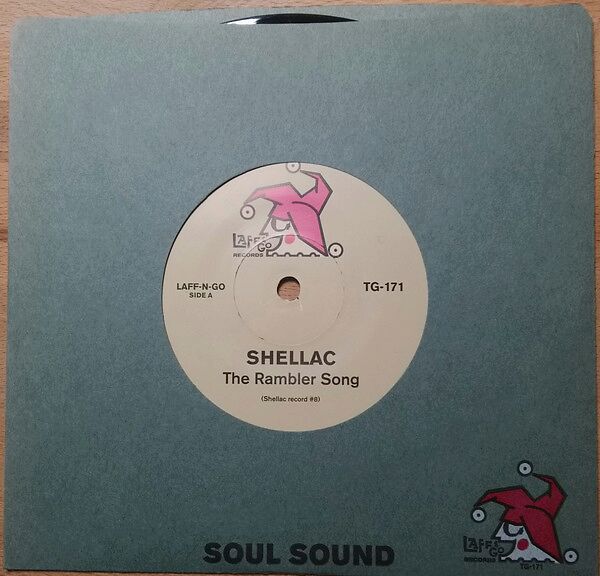 LAFF-N-GO
RECORDS
LAFF-N-GO
SIDE A
TG-171
SHELLAC
The Rambler Song
(Shellac record #8)
SOUL SOUND
LAFF-N-GO
RECORDS
TG-171